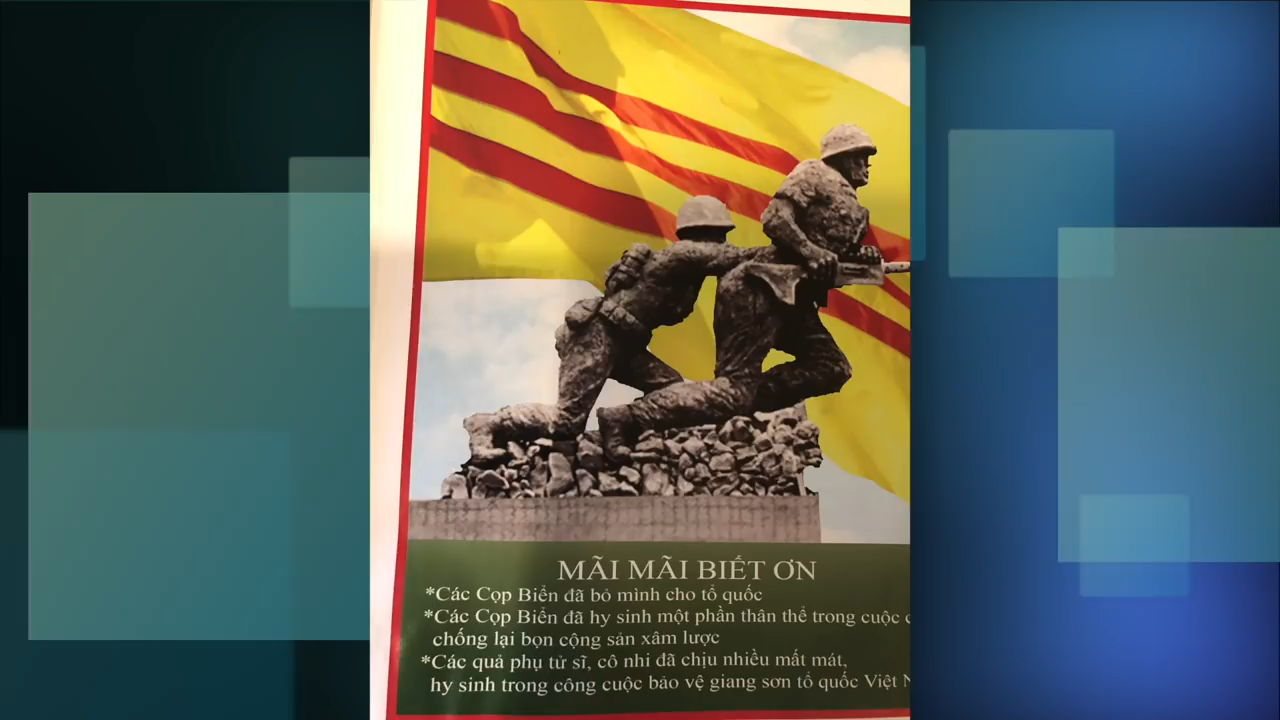 MÃI MÃI BIẾT ƠN
*Các Cọp Biển đã bỏ mình cho tổ quốc
*Các Cọp Biển đã hy sinh một phần thân thể trong cuộc
chống lại bọn cộng sản xâm lược
*Các quả phụ tử sĩ, cô nhi đã chịu nhiều mất mát,
hy sinh trong công cuộc bảo vệ giang sơn tổ quốc Việt